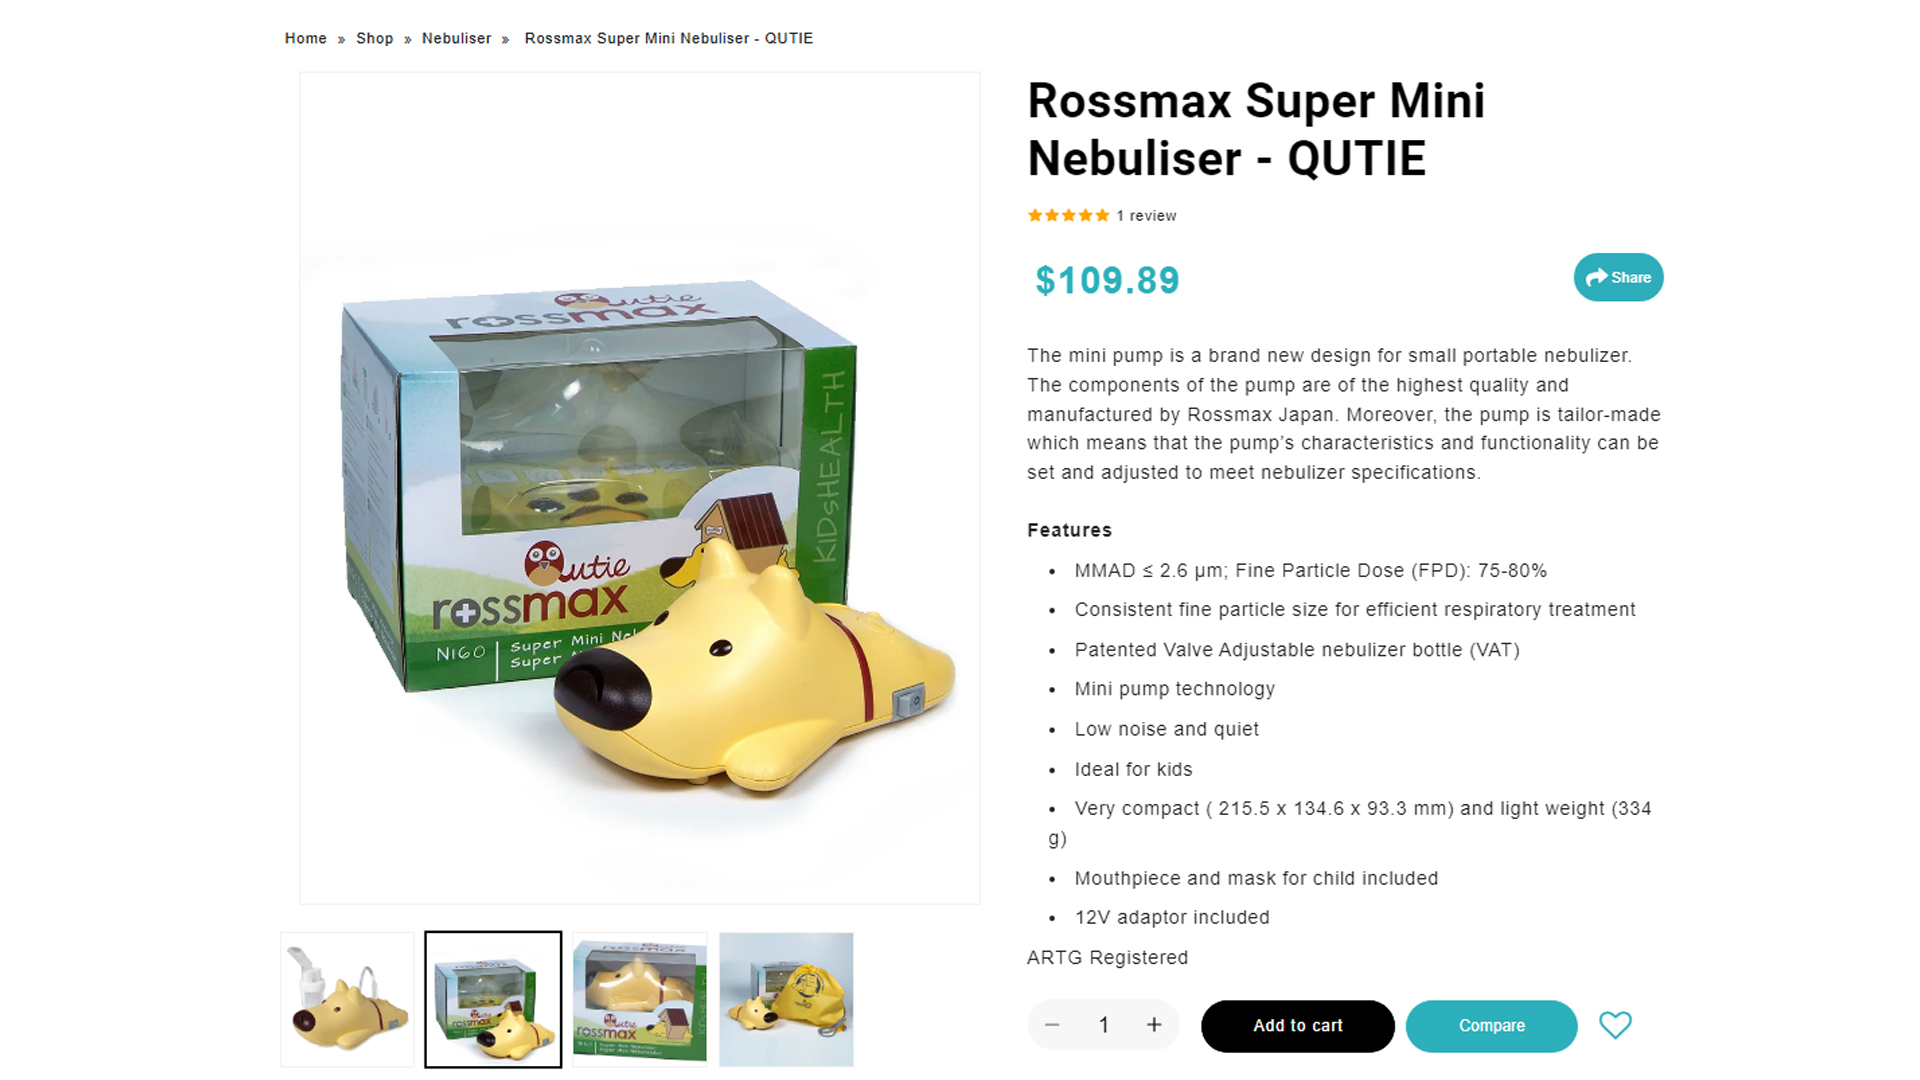 Home » Shop » Nebuliser » Rossmax Super Mini Nebuliser - QUTIE
Qutie
rossmax
KIDsHEALTH
Qutie
rossmax
N160
Super Mini
Super
Rossmax Super Mini
Nebuliser - QUTIE
1 review
$109.89
Share
The mini pump is a brand new design for small portable nebulizer.
The components of the pump are of the highest quality and
manufactured by Rossmax Japan. Moreover, the pump is tailor-made
which means that the pump’s characteristics and functionality can be
set and adjusted to meet nebulizer specifications.
Features
• MMAD ≤ 2.6 μm; Fine Particle Dose (FPD): 75-80%
• Consistent fine particle size for efficient respiratory treatment
• Patented Valve Adjustable nebulizer bottle (VAT)
• Mini pump technology
• Low noise and quiet
• Ideal for kids
• Very compact ( 215.5 x 134.6 x 93.3 mm) and light weight (334
g)
• Mouthpiece and mask for child included
• 12V adaptor included
ARTG Registered
− 1 +
Add to cart
Compare
rossmax
Qutie
rossmax